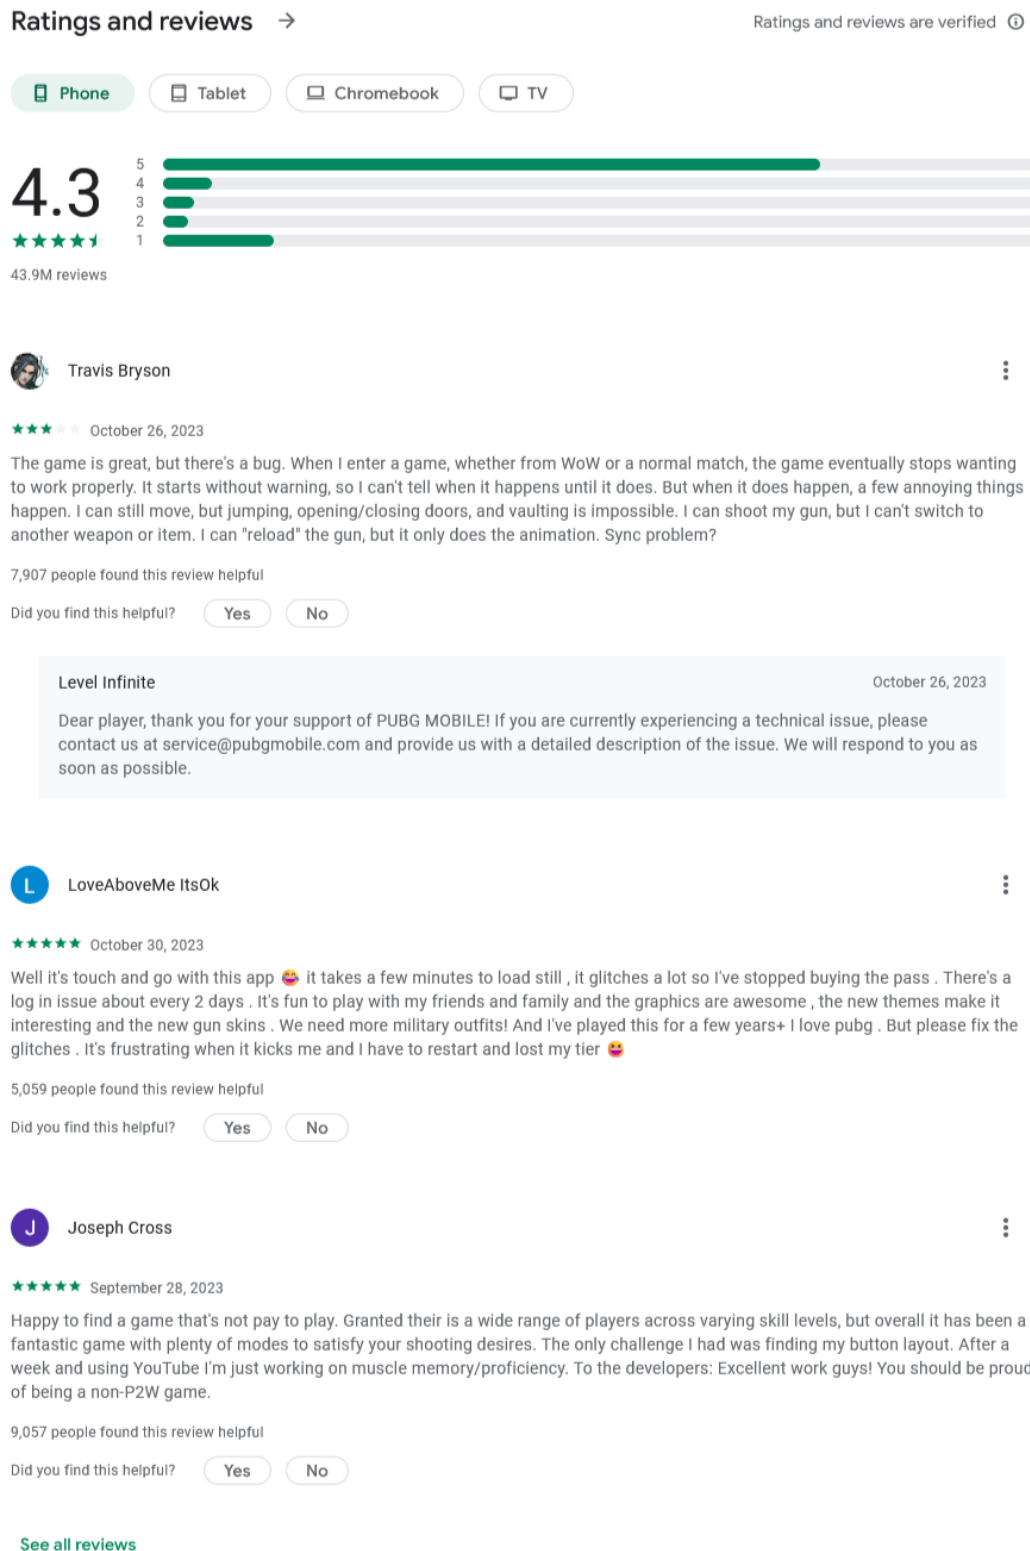 Ratings and reviews
Ratings and reviews are verified
Phone
Tablet
Chromebook
TV
4.3
5
4
3
2
1
43.9M reviews
Travis Bryson
October 26, 2023
The game is great, but there's a bug. When I enter a game, whether from WoW or a normal match, the game eventually stops wanting
to work properly. It starts without warning, so I can't tell when it happens until it does. But when it does happen, a few annoying things
happen. I can still move, but jumping, opening/closing doors, and vaulting is impossible. I can shoot my gun, but I can't switch to
another weapon or item. I can "reload" the gun, but it only does the animation. Sync problem?
7,907 people found this review helpful
Did you find this helpful?
Yes
No
Level Infinite
October 26, 2023
Dear player, thank you for your support of PUBG MOBILE! If you are currently experiencing a technical issue, please
contact us at service@pubgmobile.com and provide us with a detailed description of the issue. We will respond to you as
soon as possible.
L
LoveAboveMe ItsOk
October 30, 2023
Well it's touch and go with this app 😂 it takes a few minutes to load still , it glitches a lot so I've stopped buying the pass . There's a
log in issue about every 2 days . It's fun to play with my friends and family and the graphics are awesome , the new themes make it
interesting and the new gun skins . We need more military outfits! And I've played this for a few years+ I love pubg . But please fix the
glitches . It's frustrating when it kicks me and I have to restart and lost my tier 😆
5,059 people found this review helpful
Did you find this helpful?
Yes
No
J
Joseph Cross
September 28, 2023
Happy to find a game that's not pay to play. Granted their is a wide range of players across varying skill levels, but overall it has been a
fantastic game with plenty of modes to satisfy your shooting desires. The only challenge I had was finding my button layout. After a
week and using YouTube I'm just working on muscle memory/proficiency. To the developers: Excellent work guys! You should be proud
of being a non-P2W game.
9,057 people found this review helpful
Did you find this helpful?
Yes
No
See all reviews